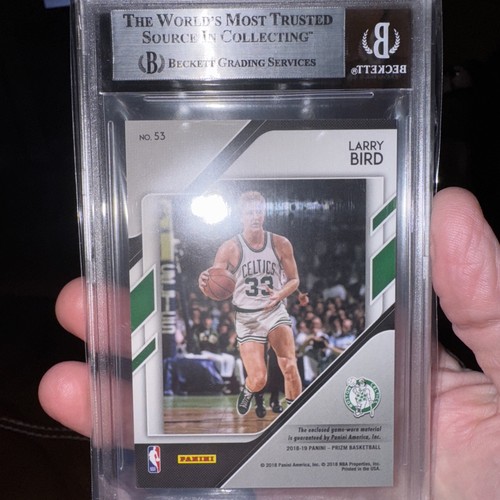 THE WORLD'S MOST TRUSTED
SOURCE IN COLLECTING™
BECKETT GRADING SERVICES
BECKETT®
NO. 53
LARRY
BIRD
CELTICS
33
The enclosed game-worn material
is guaranteed by Panini America, Inc.
2018-19 PANINI - PRIZM BASKETBALL
© 2018 Panini America, Inc. © 2018 NBA Properties, Inc.
Printed in the USA.
NBA
PANINI